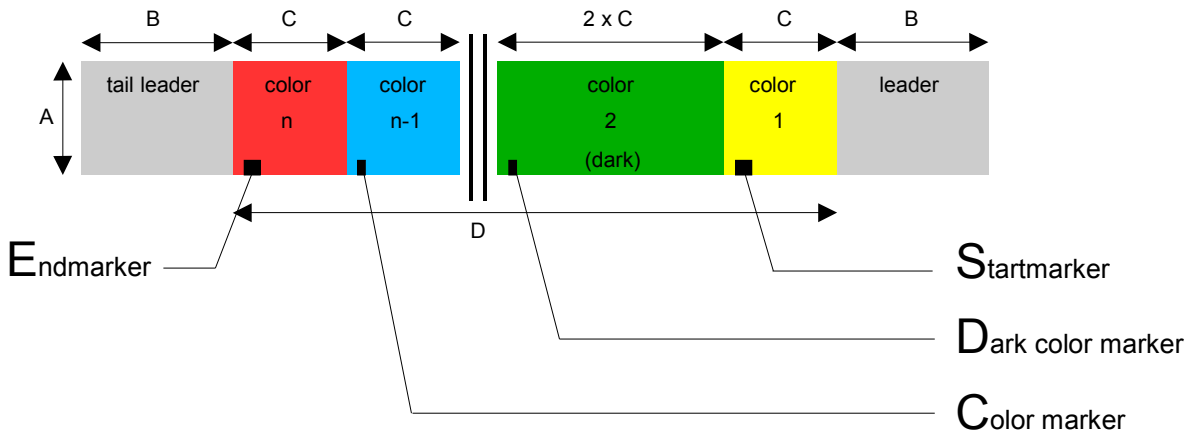 B C C 2 x C C B
A
tail leader
color
n
color
n-1
color
2
(dark)
color
1
leader
D
Endmarker
Startmarker
Dark color marker
Color marker